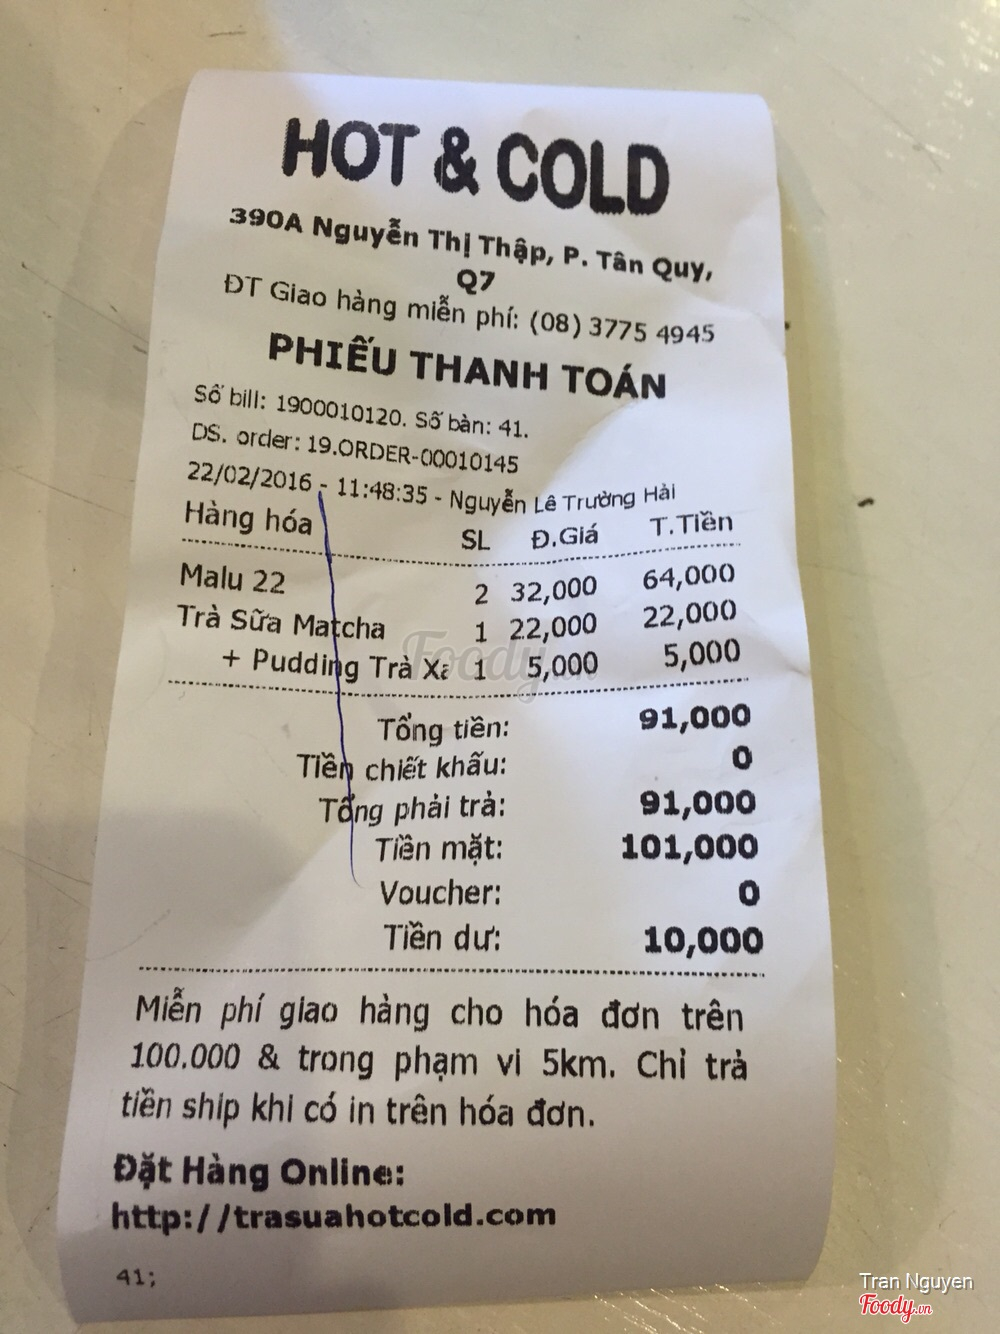 HOT & COLD
390A Nguyễn Thị Thập, P. Tân Quy,
Q7
ĐT Giao hàng miễn phí: (08) 3775 4945
PHIẾU THANH TOÁN
Số bill: 1900010120. Số bàn: 41.
DS. order: 19.ORDER-00010145
22/02/2016 - 11:48:35 - Nguyễn Lê Trường Hải
Hàng hóa SL Đ.Giá T.Tiền
Malu 22 2 32,000 64,000
Trà Sữa Matcha 1 22,000 22,000
+ Pudding Trà Xa 1 5,000 5,000
Tổng tiền: 91,000
Tiền chiết khấu: 0
Tổng phải trả: 91,000
Tiền mặt: 101,000
Voucher: 0
Tiền dư: 10,000
Miễn phí giao hàng cho hóa đơn trên
100.000 & trong phạm vi 5km. Chỉ trả
tiền ship khi có in trên hóa đơn.
Đặt Hàng Online:
http://trasuahotcold.com
41;
Foody.vn
Tran Nguyen
Foody.vn